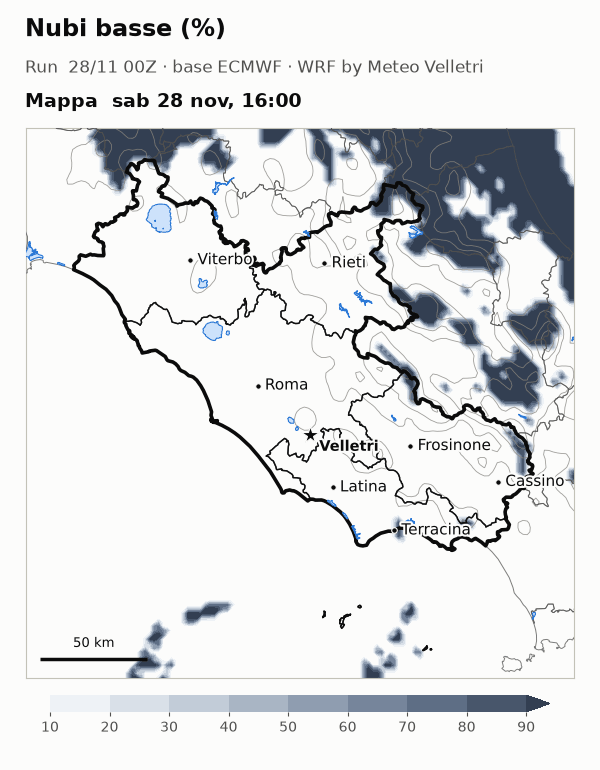 Nubi basse (%)
Run  28/11 00Z · base ECMWF · WRF by Meteo Velletri
Mappa  sab 28 nov, 16:00
Viterbo
Rieti
Roma
Velletri
Frosinone
Cassino
Latina
Terracina
50 km
10 20 30 40 50 60 70 80 90